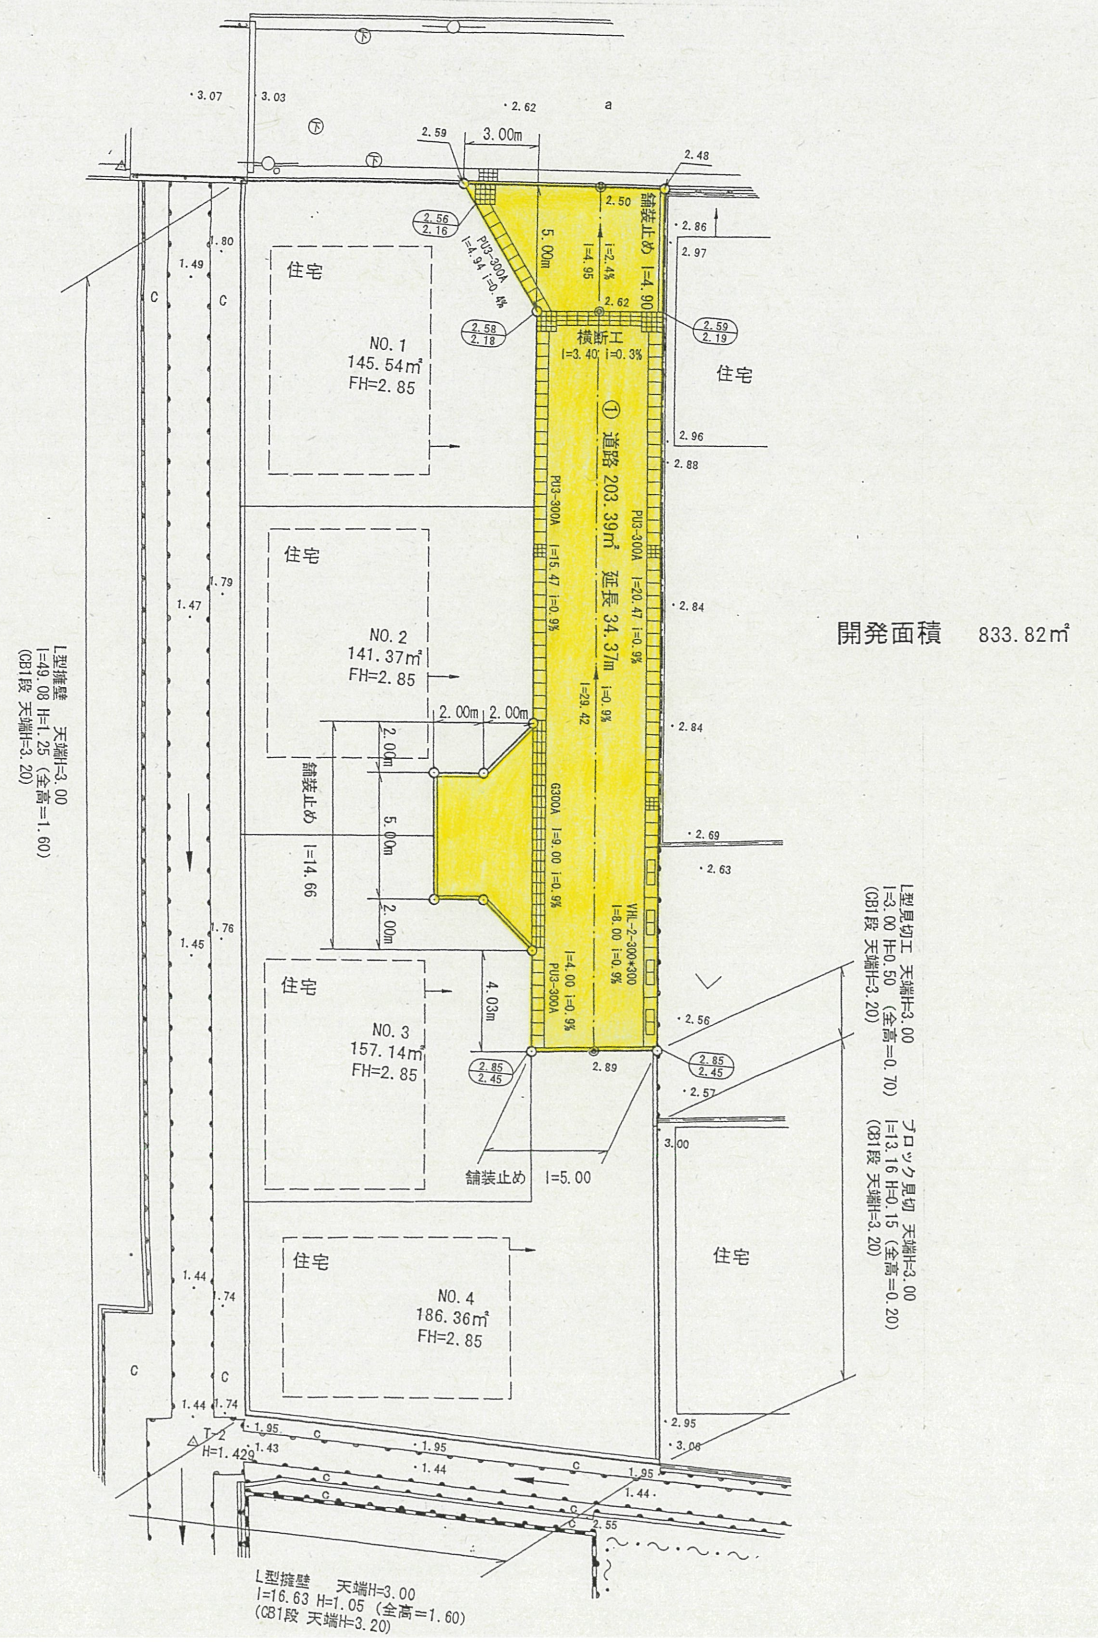 下
・3.07
・3.03
・2.62
a
下
下
2.59
3.00m
2.48
2.50
舗装止め l=4.90
・2.86
2.97
1.80
1.49
C
C
住宅
2.56
2.16
PU3-300A
l=4.94 i=0.4%
5.00m
i=2.4%
l=4.95
2.62
2.58
2.18
2.59
2.19
横断工
l=3.40 i=0.3%
住宅
NO.1
145.54㎡
FH=2.85
① 道路 203.39㎡ 延長 34.37m
・2.96
・2.88
PU3-300A l=15.47 i=0.9%
PU3-300A l=20.47 i=0.9%
住宅
1.79
1.47
・2.84
NO.2
141.37㎡
FH=2.85
i=0.9%
l=29.42
開発面積 833.82㎡
L型擁壁 天端H=3.00
l=49.08 H=1.25 (全高=1.60)
(CB1段 天端H=3.20)
2.00m
2.00m
2.00m
・2.84
舗装止め l=14.66
5.00m
G300A l=9.00 i=0.9%
・2.69
・2.63
2.00m
1.76
1.45
VHL-2-300*300
l=8.00 i=0.9%
L型見切工 天端H=3.00
l=3.00 H=0.50 (全高=0.70)
(CB1段 天端H=3.20)
住宅
4.03m
l=4.00 i=0.9%
PU3-300A
・2.56
NO.3
157.14㎡
FH=2.85
2.85
2.45
2.89
2.85
2.45
・2.57
3.00
ブロック見切 天端H=3.00
l=13.16 H=0.15 (全高=0.20)
(CB1段 天端H=3.20)
舗装止め l=5.00
住宅
住宅
1.44
1.74
NO.4
186.36㎡
FH=2.85
C
C
1.44
1.74
・2.95
・3.06
T-2
H=1.429
・1.95
・1.43
C
・1.95
・1.44
C
1.95
1.44・
C
C
C
C
2.55
L型擁壁 天端H=3.00
l=16.63 H=1.05 (全高=1.60)
(CB1段 天端H=3.20)